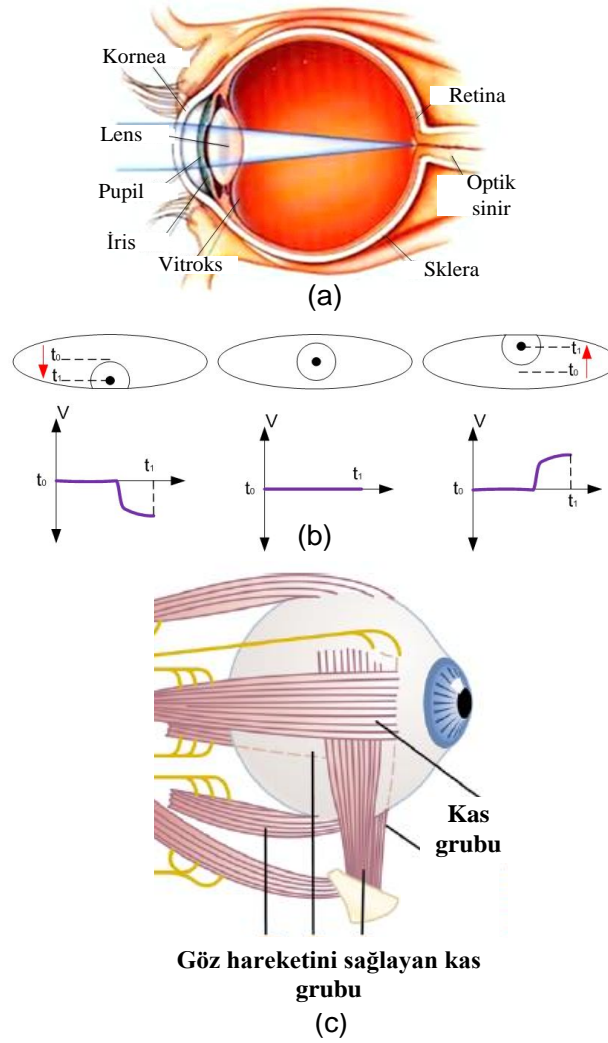 Kornea
Retina
Lens
Pupil
Optik
sinir
İris
Vitroks
Sklera
(a)
t₀
t₁
t₁
t₀
V
t₀
t₁
V
t₀
t₁
V
t₀
t₁
(b)
Kas
grubu
Göz hareketini sağlayan kas
grubu
(c)